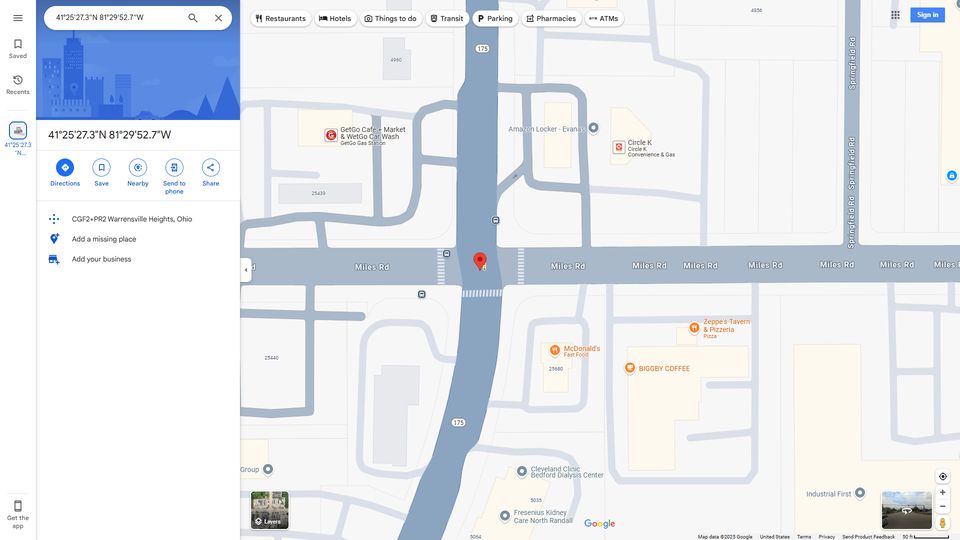 41°25'27.3"N 81°29'52.7"W
Restaurants
Hotels
Things to do
Transit
Parking
Pharmacies
ATMs
Sign in
Saved
Recents
41°25'27.3
"N...
Get the
app
41°25'27.3"N 81°29'52.7"W
Directions
Save
Nearby
Send to
phone
Share
CGF2+PR2 Warrensville Heights, Ohio
Add a missing place
Add your business
4956
175
4960
Springfield Rd
Springfield Rd
Springfield Rd
GetGo Cafe + Market
& WetGo Car Wash
GetGo Gas Station
Amazon Locker - Evanas
Circle K
Circle K
Convenience & Gas
25439
Miles Rd
Miles Rd
Miles Rd
Miles Rd
Miles Rd
Miles Rd
Miles Rd
Miles
Zeppe's Tavern
& Pizzeria
Pizza
McDonald's
Fast Food
25680
BIGGBY COFFEE
25440
175
Group
Cleveland Clinic
Bedford Dialysis Center
5035
Fresenius Kidney
Care North Randall
5064
Industrial First
Layers
Google
Map data ©2025 Google
United States
Terms
Privacy
Send Product Feedback
50 ft